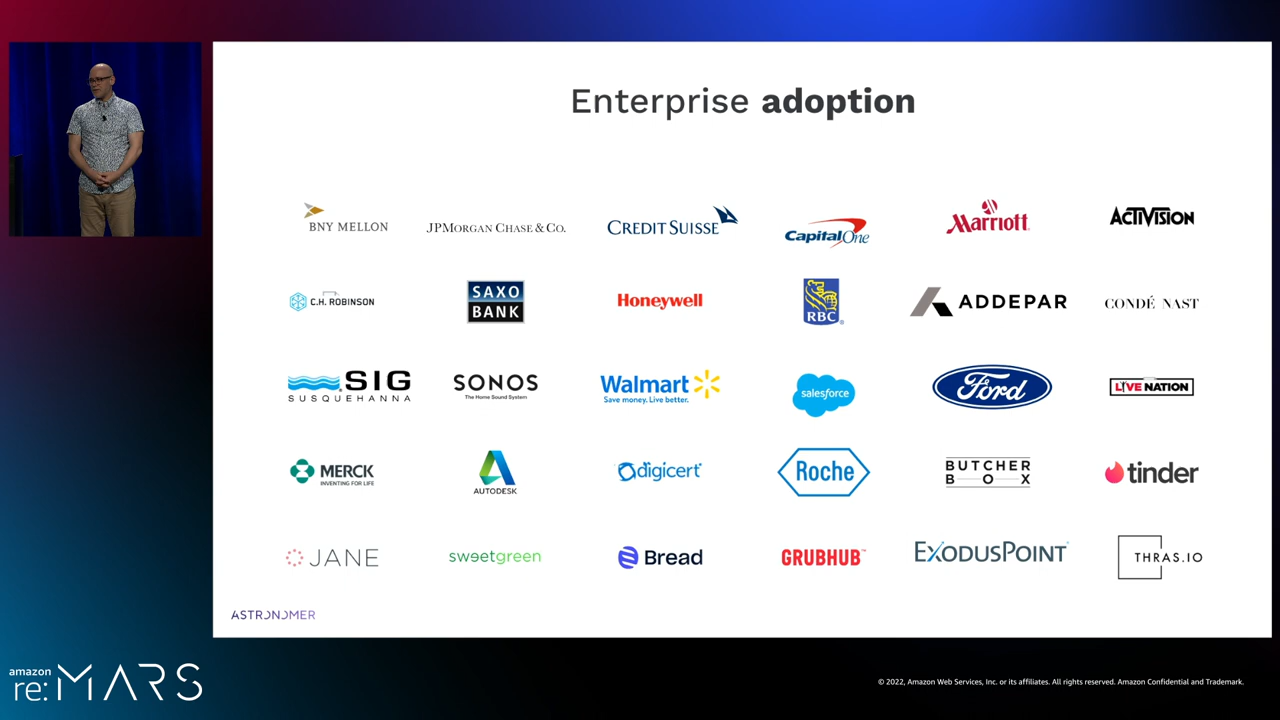 Enterprise adoption
BNY MELLON
JPMORGAN CHASE & CO.
CREDIT SUISSE
CapitalOne
Marriott
ACTIVISION
C.H. ROBINSON
SAXO
BANK
Honeywell
RBC
ADDEPAR
CONDÉ NAST
SIG
SUSQUEHANNA
SONOS
The Home Sound System
Walmart
Save money. Live better.
salesforce
Ford
LIVE NATION
MERCK
INVENTING FOR LIFE
AUTODESK
digicert
Roche
BUTCHER
BOX
tinder
JANE
sweetgreen
Bread
GRUBHUB™
EXODUSPOINT
THRAS.IO
ASTRONOMER
amazon
re:MARS
© 2022, Amazon Web Services, Inc. or its affiliates. All rights reserved. Amazon Confidential and Trademark.